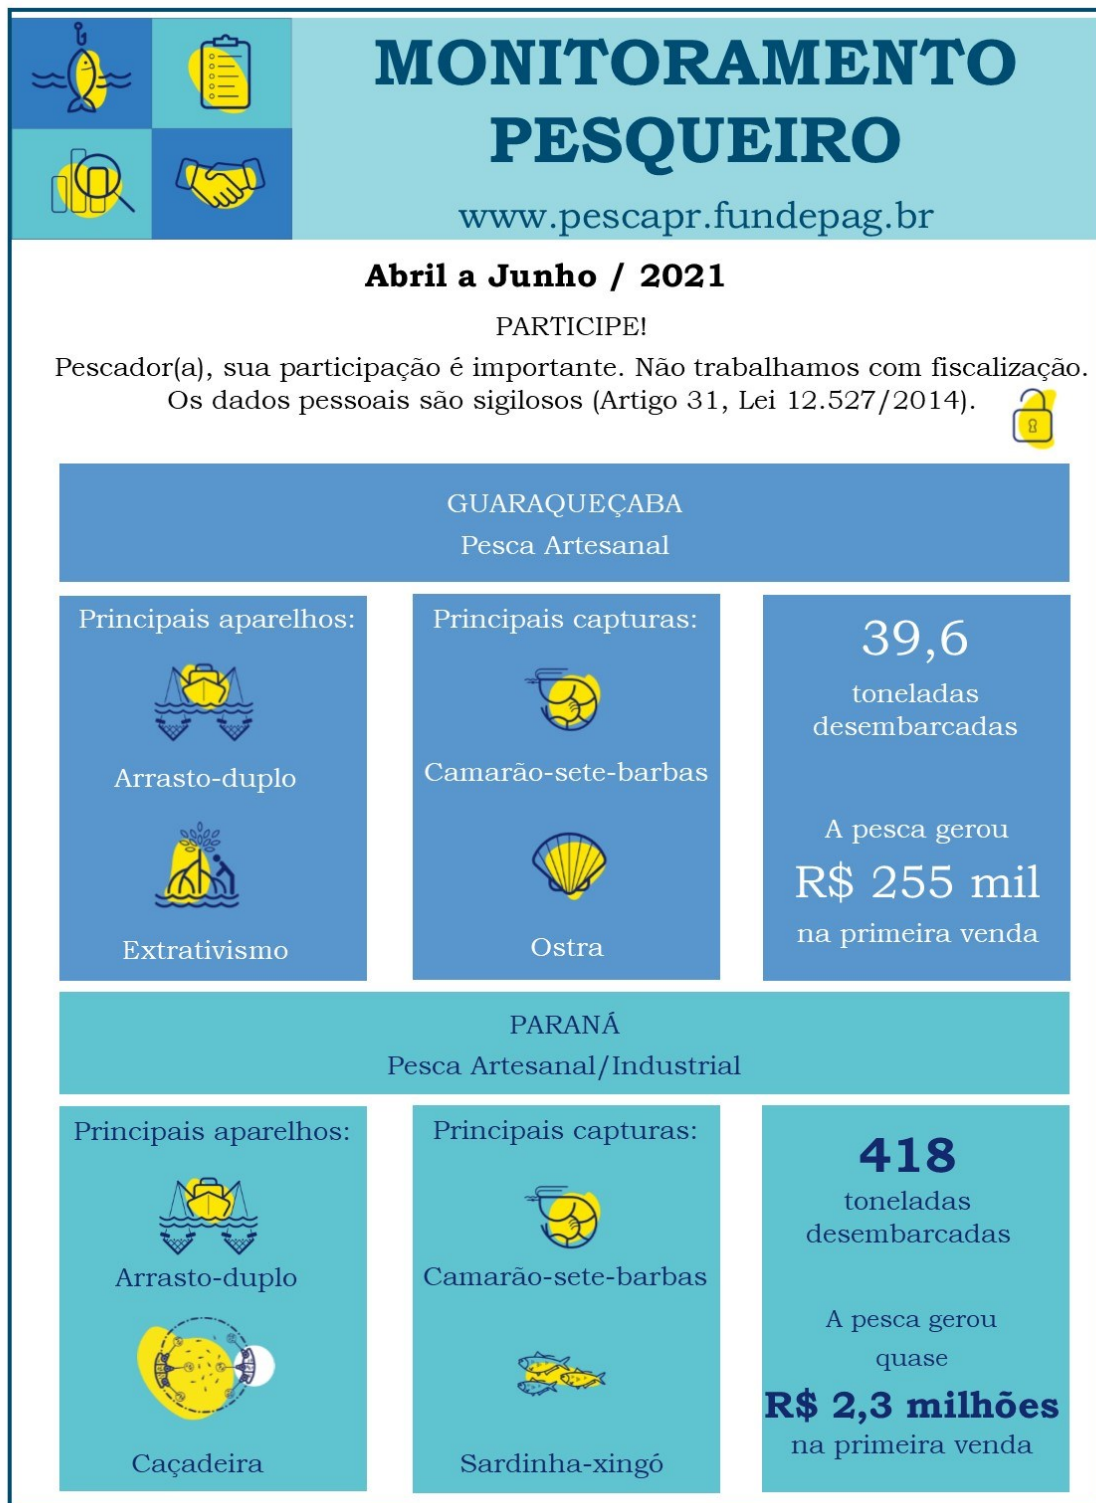 MONITORAMENTO
PESQUEIRO
www.pescapr.fundepag.br
Abril a Junho / 2021
PARTICIPE!
Pescador(a), sua participação é importante. Não trabalhamos com fiscalização.
Os dados pessoais são sigilosos (Artigo 31, Lei 12.527/2014).
GUARAQUEÇABA
Pesca Artesanal
Principais aparelhos:
Arrasto-duplo
Extrativismo
Principais capturas:
Camarão-sete-barbas
Ostra
39,6
toneladas
desembarcadas
A pesca gerou
R$ 255 mil
na primeira venda
PARANÁ
Pesca Artesanal/Industrial
Principais aparelhos:
Arrasto-duplo
Caçadeira
Principais capturas:
Camarão-sete-barbas
Sardinha-xingó
418
toneladas
desembarcadas
A pesca gerou
quase
R$ 2,3 milhões
na primeira venda